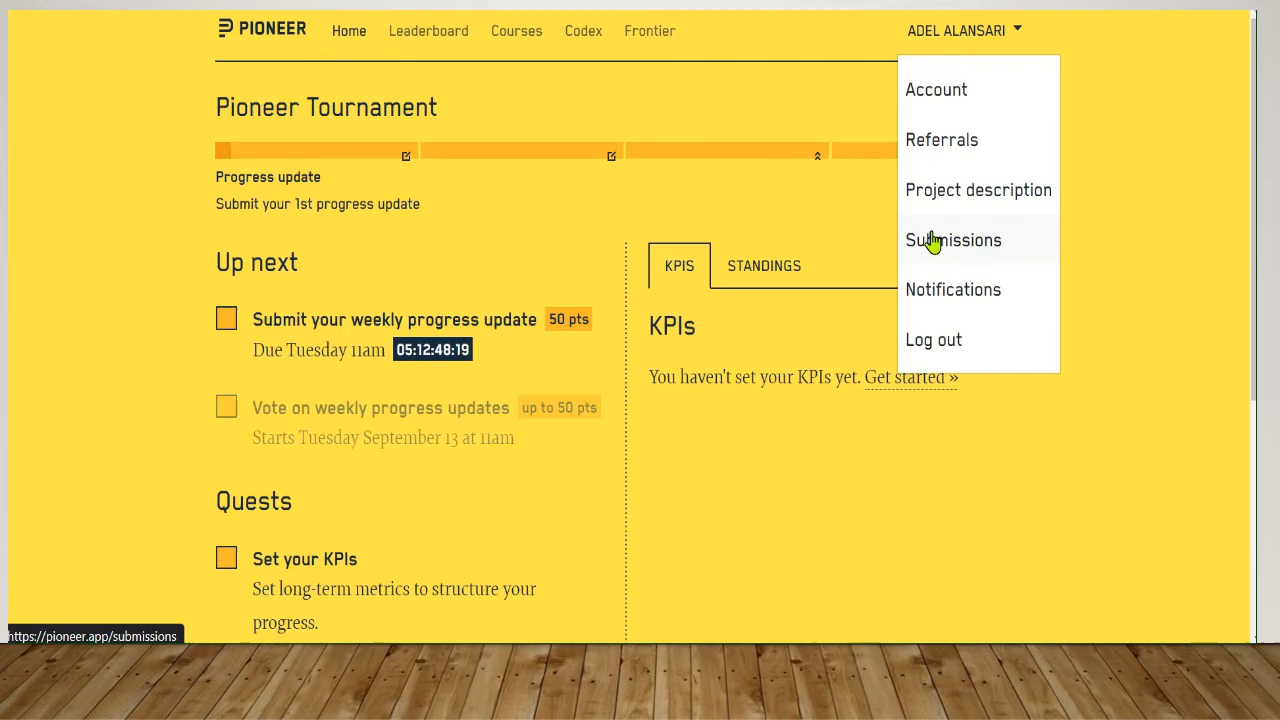 PIONEER Home Leaderboard Courses Codex Frontier ADEL ALANSARI
Account
Referrals
Project description
Submissions
Notifications
Log out
Pioneer Tournament
Progress update
Submit your 1st progress update
Up next
Submit your weekly progress update 50 pts
Due Tuesday 11am 05:12:48:19
Vote on weekly progress updates up to 50 pts
Starts Tuesday September 13 at 11am
Quests
Set your KPIs
Set long-term metrics to structure your
progress.
KPIS STANDINGS
KPIs
You haven't set your KPIs yet. Get started »
https://pioneer.app/submissions